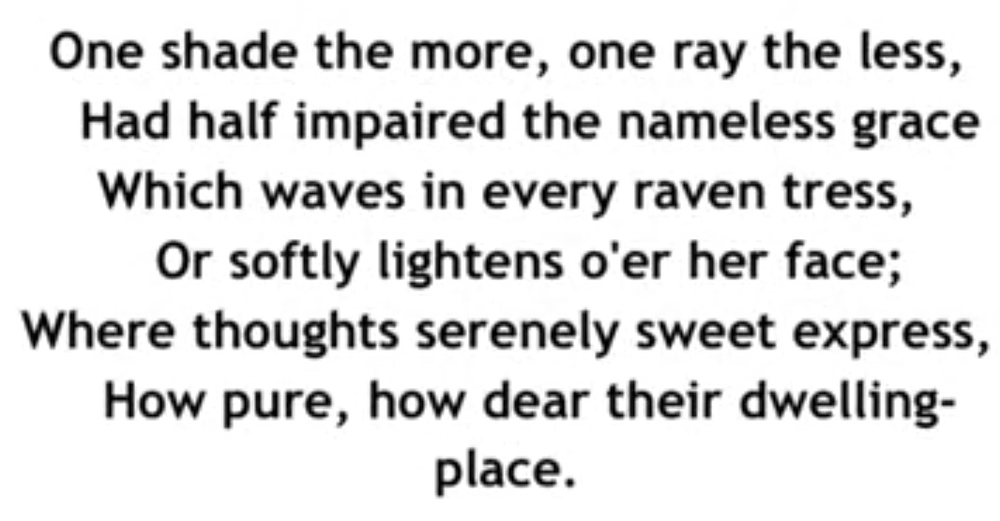 One shade the more, one ray the less,
Had half impaired the nameless grace
Which waves in every raven tress,
Or softly lightens o'er her face;
Where thoughts serenely sweet express,
How pure, how dear their dwelling-
place.